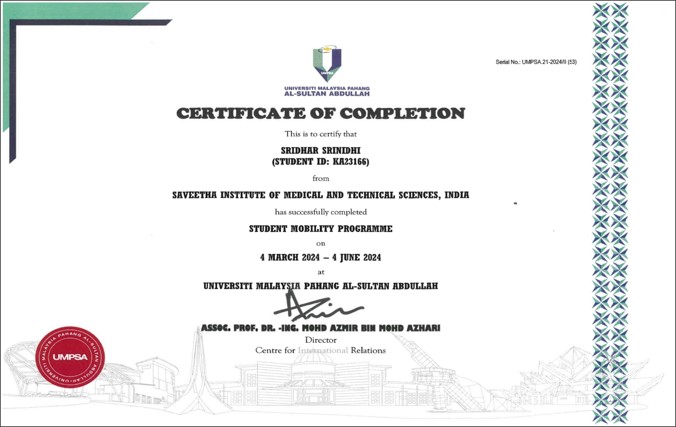 Serial No.: UMPSA 21-2024/II (53)
UMPSA
UNIVERSITI MALAYSIA PAHANG
AL-SULTAN ABDULLAH
CERTIFICATE OF COMPLETION
This is to certify that
SRIDHAR SRINIDHI
(STUDENT ID: KA23166)
from
SAVEETHA INSTITUTE OF MEDICAL AND TECHNICAL SCIENCES, INDIA
has successfully completed
STUDENT MOBILITY PROGRAMME
on
4 MARCH 2024 – 4 JUNE 2024
at
UNIVERSITI MALAYSIA PAHANG AL-SULTAN ABDULLAH
ASSOC. PROF. DR. -ING. MOHD AZMIR BIN MOHD AZHARI
Director
Centre for International Relations
UNIVERSITI MALAYSIA PAHANG AL-SULTAN ABDULLAH
UMPSA